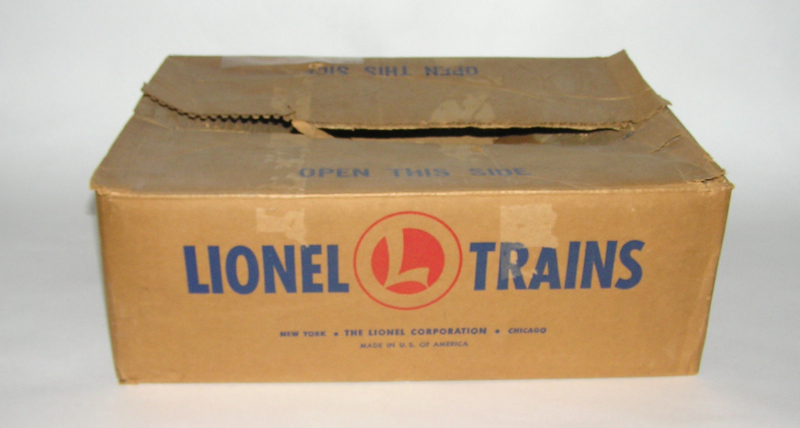 OPEN THIS SIDE
OPEN THIS SIDE
LIONEL L TRAINS
NEW YORK • THE LIONEL CORPORATION • CHICAGO
MADE IN U. S. OF AMERICA